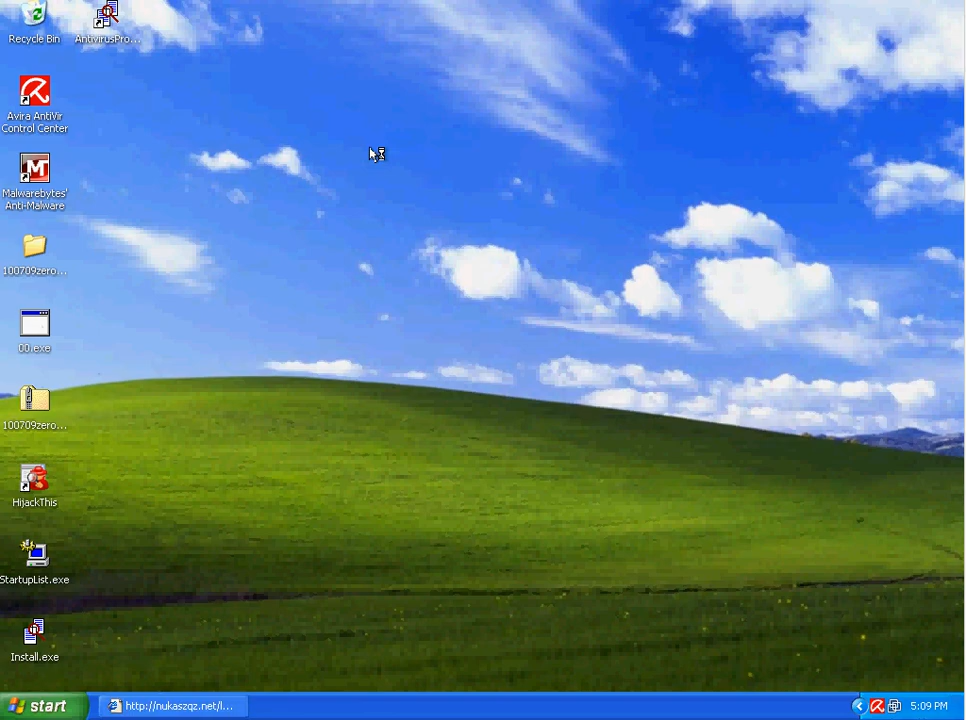 Recycle Bin
AntivirusPro...
Avira AntiVir
Control Center
Malwarebytes'
Anti-Malware
100709zero...
00.exe
100709zero...
HijackThis
StartupList.exe
Install.exe
start
http://nukaszqz.net/l...
5:09 PM